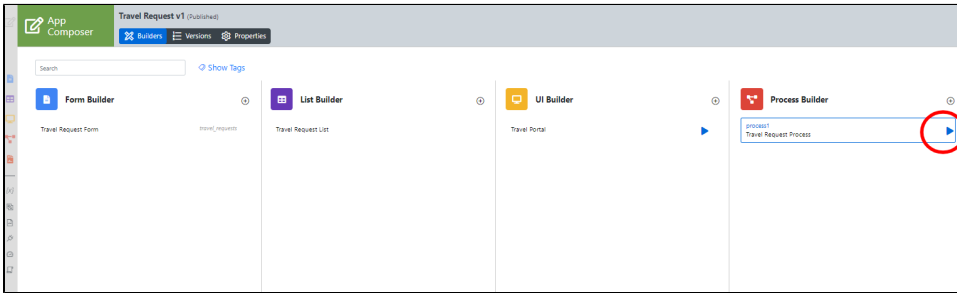 App Composer
Travel Request v1 (Published)
Builders Versions Properties
Search
Show Tags
Form Builder
Travel Request Form travel_requests
List Builder
Travel Request List
UI Builder
Travel Portal
Process Builder
process1
Travel Request Process